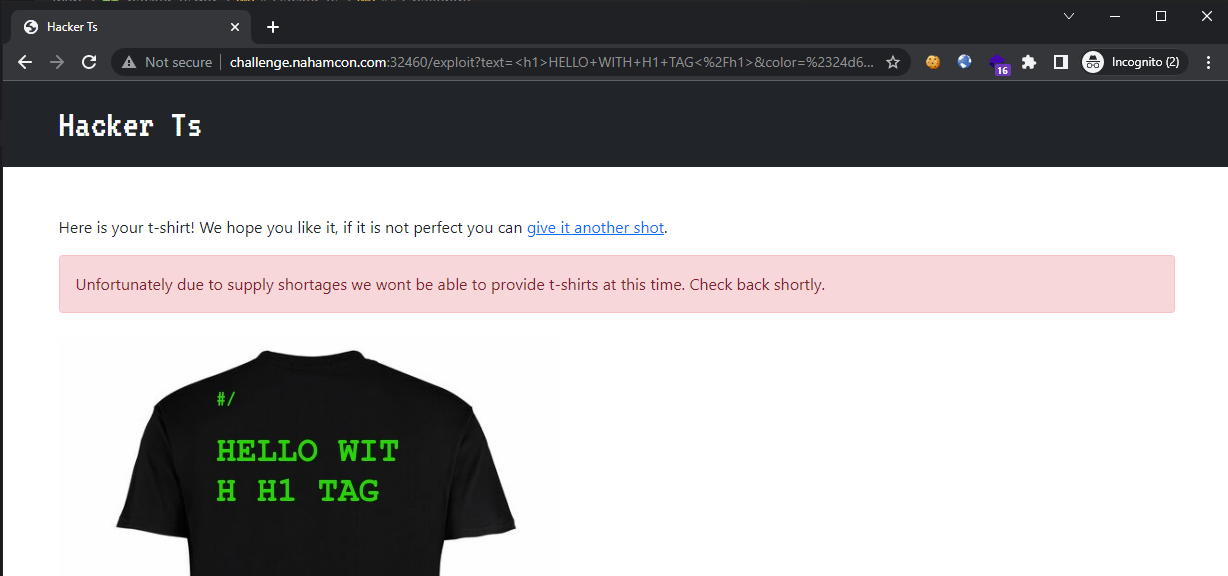 Hacker Ts
Not secure challenge.nahamcon.com:32460/exploit?text=<h1>HELLO+WITH+H1+TAG<%2Fh1>&color=%2324d6... 16 Incognito (2)
Hacker Ts
Here is your t-shirt! We hope you like it, if it is not perfect you can give it another shot.
Unfortunately due to supply shortages we wont be able to provide t-shirts at this time. Check back shortly.
#/
HELLO WIT
H H1 TAG